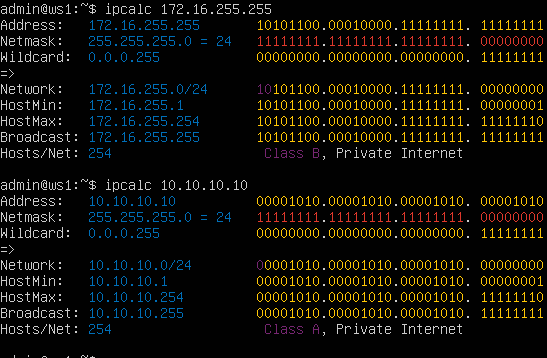 admin@ws1:~$ ipcalc 172.16.255.255
Address:   172.16.255.255       10101100.00010000.11111111. 11111111
Netmask:   255.255.255.0 = 24   11111111.11111111.11111111. 00000000
Wildcard:  0.0.0.255            00000000.00000000.00000000. 11111111
=>
Network:   172.16.255.0/24      10101100.00010000.11111111. 00000000
HostMin:   172.16.255.1         10101100.00010000.11111111. 00000001
HostMax:   172.16.255.254       10101100.00010000.11111111. 11111110
Broadcast: 172.16.255.255       10101100.00010000.11111111. 11111111
Hosts/Net: 254                   Class B, Private Internet
admin@ws1:~$ ipcalc 10.10.10.10
Address:   10.10.10.10          00001010.00001010.00001010. 00001010
Netmask:   255.255.255.0 = 24   11111111.11111111.11111111. 00000000
Wildcard:  0.0.0.255            00000000.00000000.00000000. 11111111
=>
Network:   10.10.10.0/24        00001010.00001010.00001010. 00000000
HostMin:   10.10.10.1           00001010.00001010.00001010. 00000001
HostMax:   10.10.10.254         00001010.00001010.00001010. 11111110
Broadcast: 10.10.10.255         00001010.00001010.00001010. 11111111
Hosts/Net: 254                   Class A, Private Internet